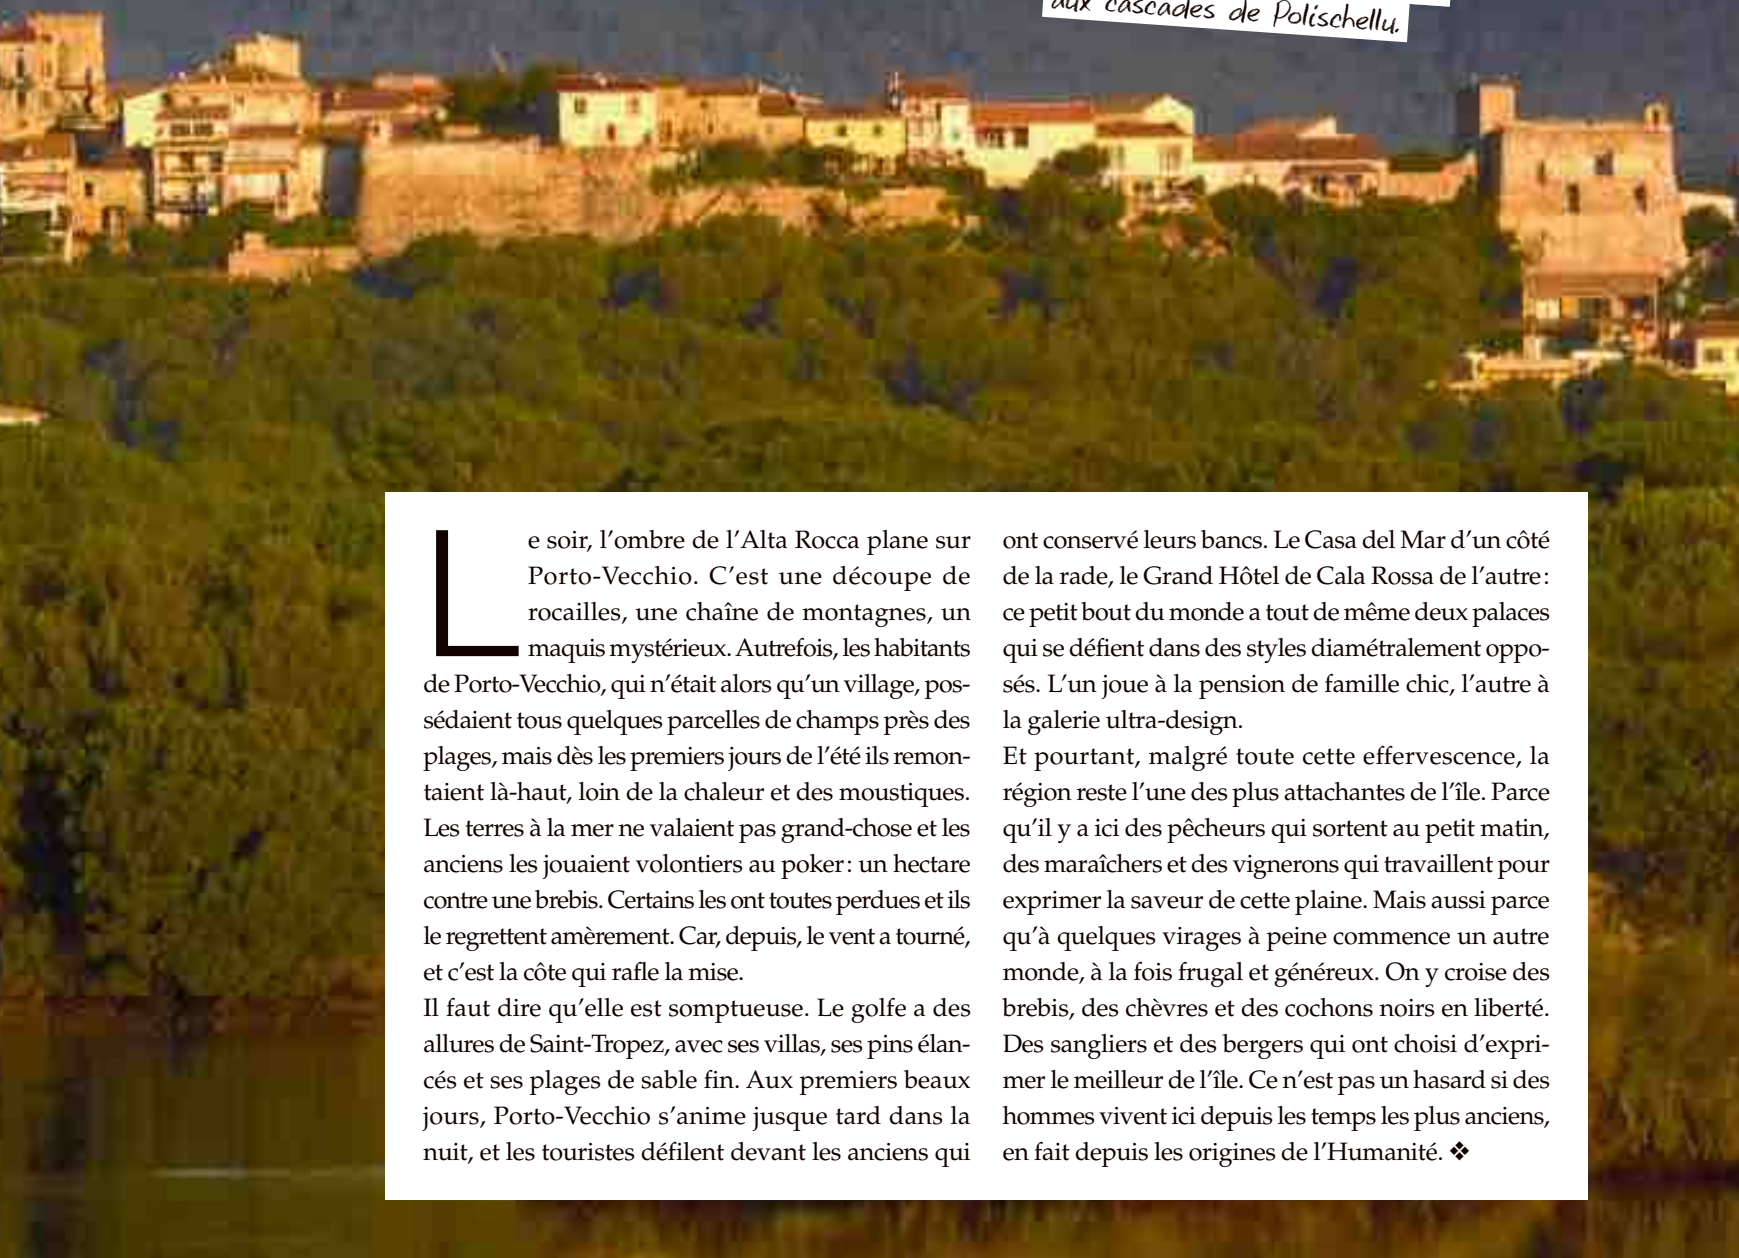 aux cascades de Polischellu.
Le soir, l’ombre de l’Alta Rocca plane sur
Porto-Vecchio. C’est une découpe de
rocailles, une chaîne de montagnes, un
maquis mystérieux. Autrefois, les habitants
de Porto-Vecchio, qui n’était alors qu’un village, pos-
sédaient tous quelques parcelles de champs près des
plages, mais dès les premiers jours de l’été ils remon-
taient là-haut, loin de la chaleur et des moustiques.
Les terres à la mer ne valaient pas grand-chose et les
anciens les jouaient volontiers au poker : un hectare
contre une brebis. Certains les ont toutes perdues et ils
le regrettent amèrement. Car, depuis, le vent a tourné,
et c’est la côte qui rafle la mise.
Il faut dire qu’elle est somptueuse. Le golfe a des
allures de Saint-Tropez, avec ses villas, ses pins élan-
cés et ses plages de sable fin. Aux premiers beaux
jours, Porto-Vecchio s’anime jusque tard dans la
nuit, et les touristes défilent devant les anciens qui
ont conservé leurs bancs. Le Casa del Mar d’un côté
de la rade, le Grand Hôtel de Cala Rossa de l’autre :
ce petit bout du monde a tout de même deux palaces
qui se défient dans des styles diamétralement oppo-
sés. L’un joue à la pension de famille chic, l’autre à
la galerie ultra-design.
Et pourtant, malgré toute cette effervescence, la
région reste l’une des plus attachantes de l’île. Parce
qu’il y a ici des pêcheurs qui sortent au petit matin,
des maraîchers et des vignerons qui travaillent pour
exprimer la saveur de cette plaine. Mais aussi parce
qu’à quelques virages à peine commence un autre
monde, à la fois frugal et généreux. On y croise des
brebis, des chèvres et des cochons noirs en liberté.
Des sangliers et des bergers qui ont choisi d’expri-
mer le meilleur de l’île. Ce n’est pas un hasard si des
hommes vivent ici depuis les temps les plus anciens,
en fait depuis les origines de l’Humanité. ❖